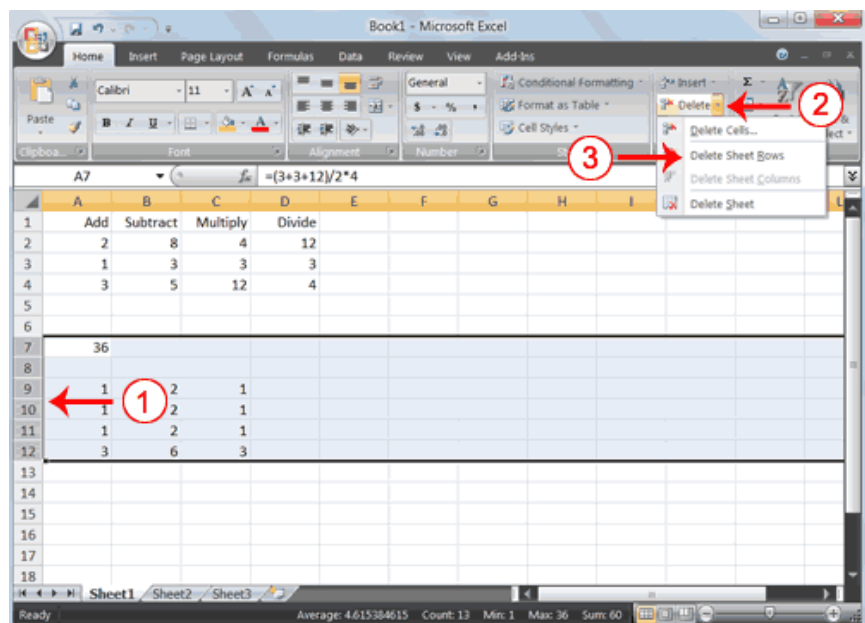 Book1 - Microsoft Excel
Home Insert Page Layout Formulas Data Review View Add-Ins
Paste
Calibri 11 A A
General
Conditional Formatting
Insert Σ
B I U A
$ - % ,
Format as Table
Delete
2
Cell Styles
Clipboa... Font Alignment Number
Delete Cells...
3
Delete Sheet Rows
Delete Sheet Columns
Delete Sheet
A7 fx =(3+3+12)/2*4
A B C D E F G H I L
1 Add Subtract Multiply Divide
2 2 8 4 12
3 1 3 3 3
4 3 5 12 4
5
6
7 36
8
9 1 2 1
10 1 2 1
1
11 1 2 1
12 3 6 3
13
14
15
16
17
18
Sheet1 Sheet2 Sheet3
Ready Average: 4.615384615 Count: 13 Min: 1 Max: 36 Sum: 60